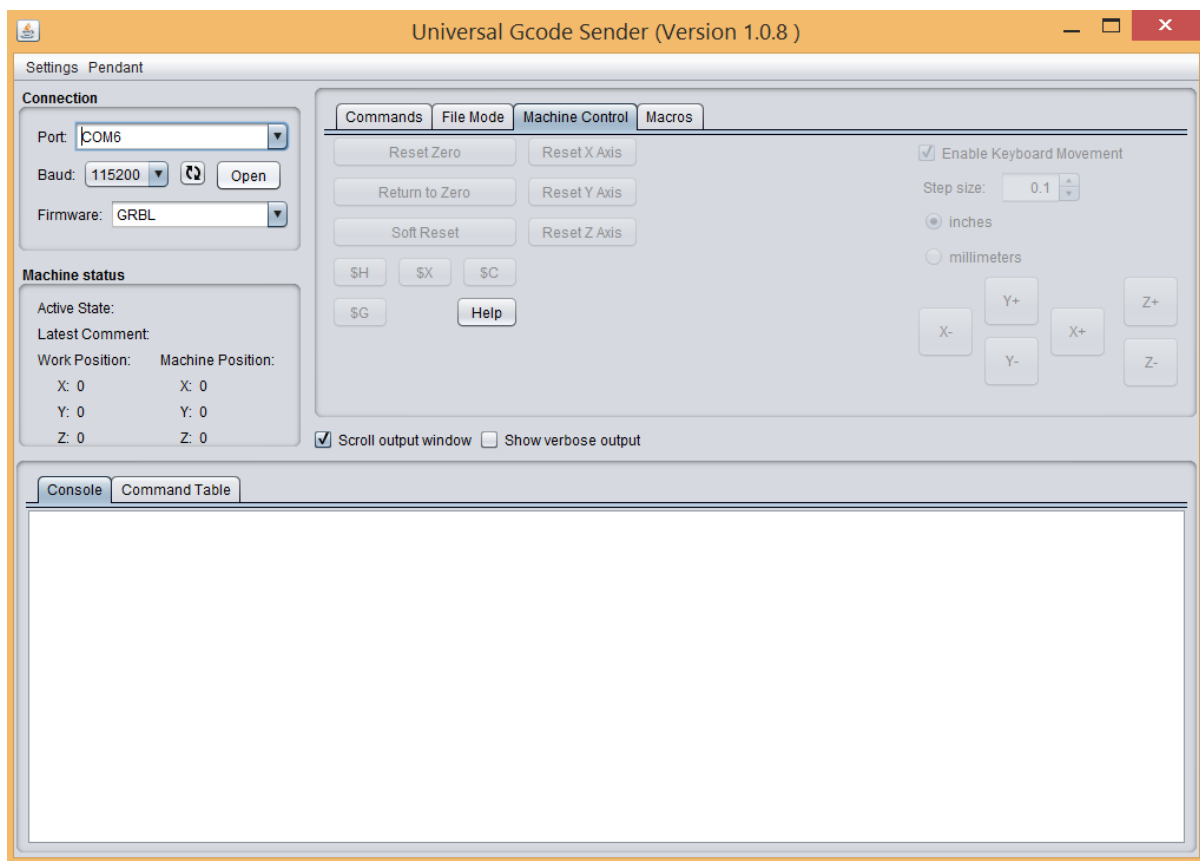 Universal Gcode Sender (Version 1.0.8 )
Settings Pendant
Connection
Port: COM6
Baud: 115200 Open
Firmware: GRBL
Machine status
Active State:
Latest Comment:
Work Position: Machine Position:
X: 0 X: 0
Y: 0 Y: 0
Z: 0 Z: 0
Commands File Mode Machine Control Macros
Reset Zero Reset X Axis
Return to Zero Reset Y Axis
Soft Reset Reset Z Axis
$H $X $C
$G Help
Enable Keyboard Movement
Step size: 0.1
inches
millimeters
Y+ Z+
X- X+
Y- Z-
Scroll output window Show verbose output
Console Command Table